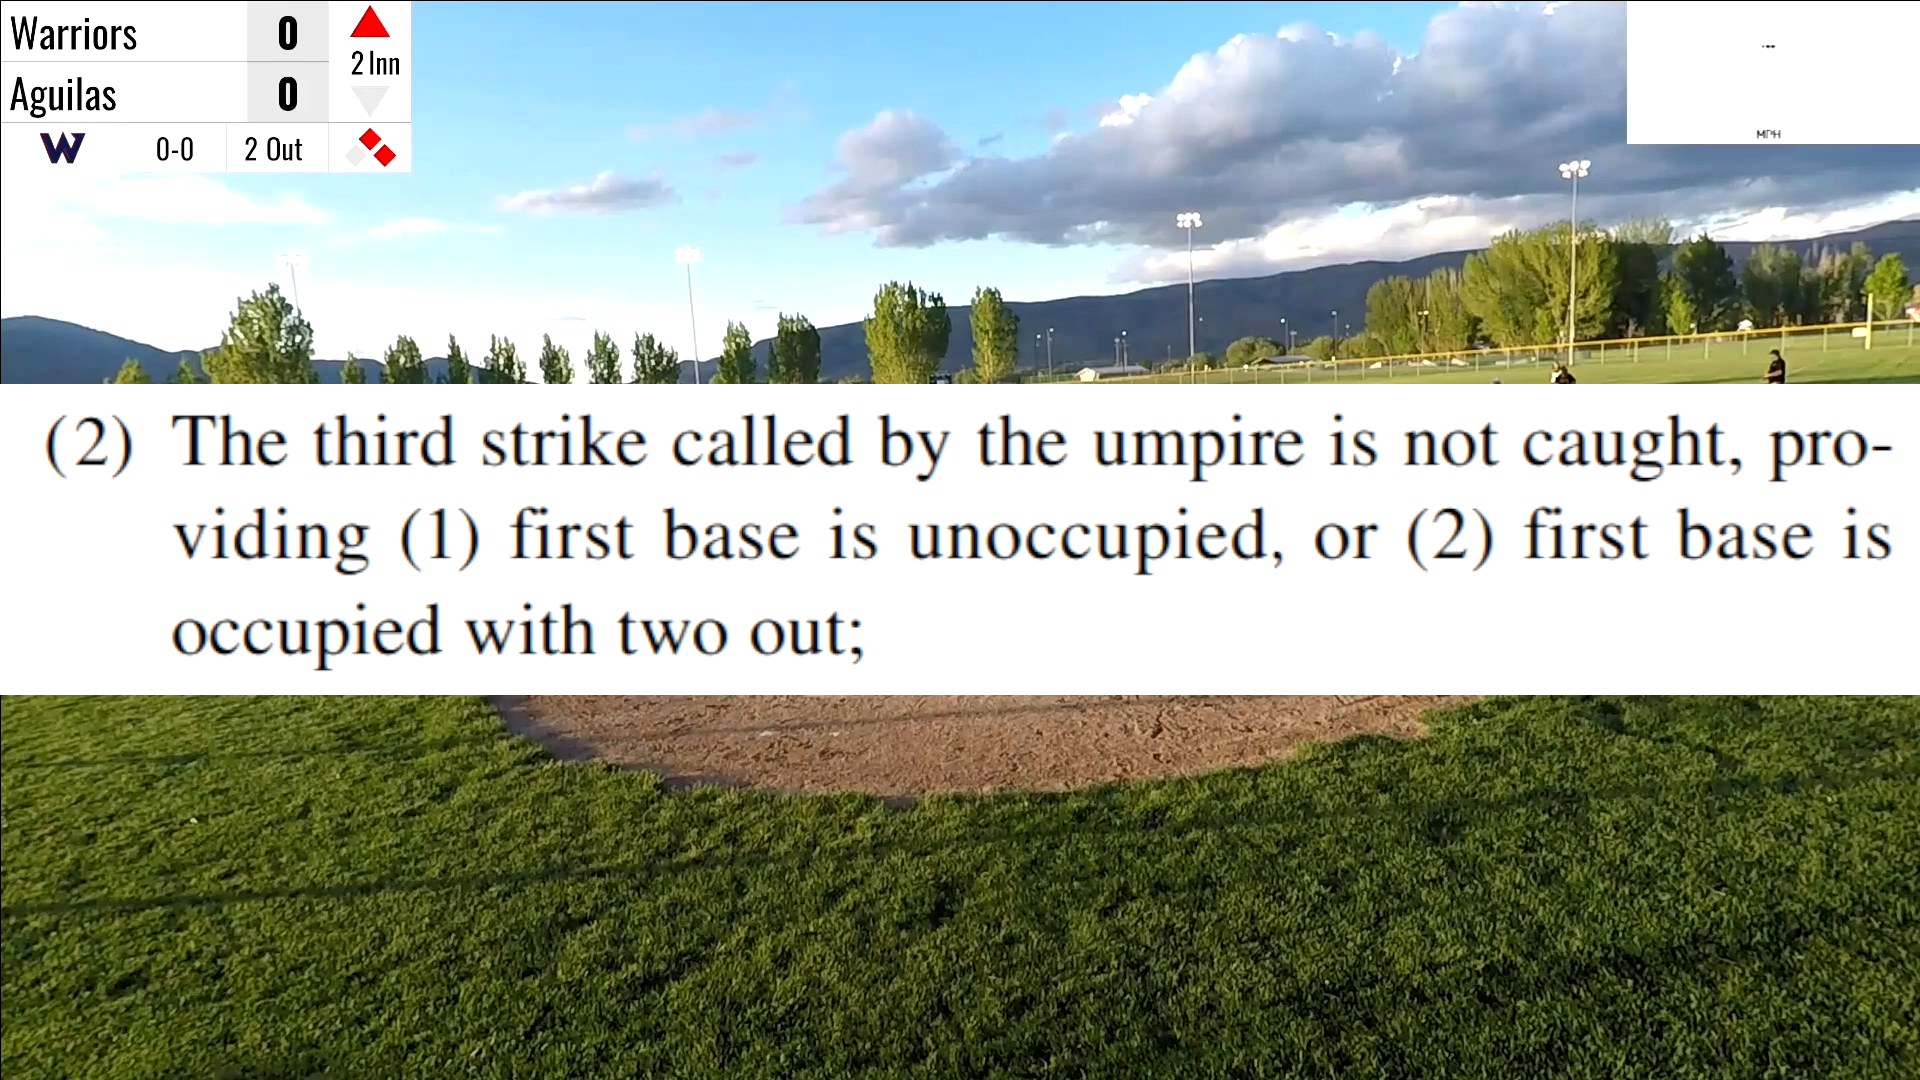 Warriors 0
2 Inn
Aguilas 0
W 0-0 2 Out
MPH
(2) The third strike called by the umpire is not caught, pro-
viding (1) first base is unoccupied, or (2) first base is
occupied with two out;